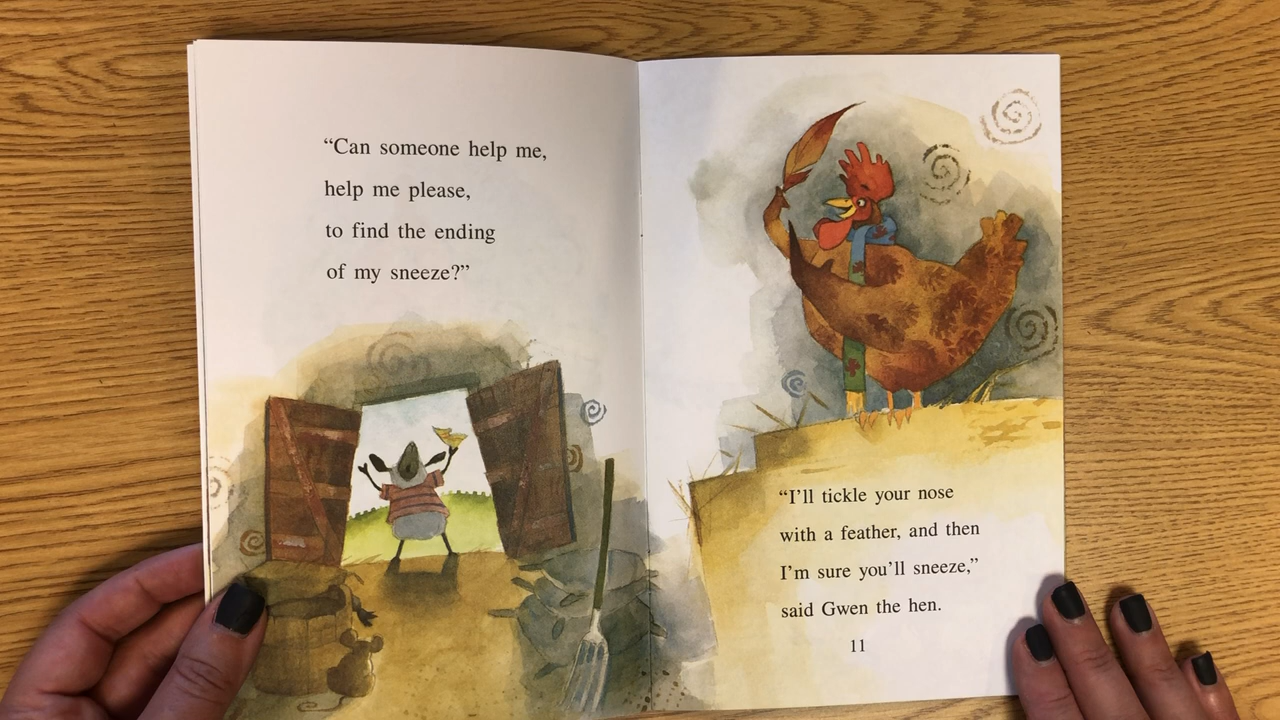 “Can someone help me,
help me please,
to find the ending
of my sneeze?”
“I’ll tickle your nose
with a feather, and then
I’m sure you’ll sneeze,”
said Gwen the hen.
11